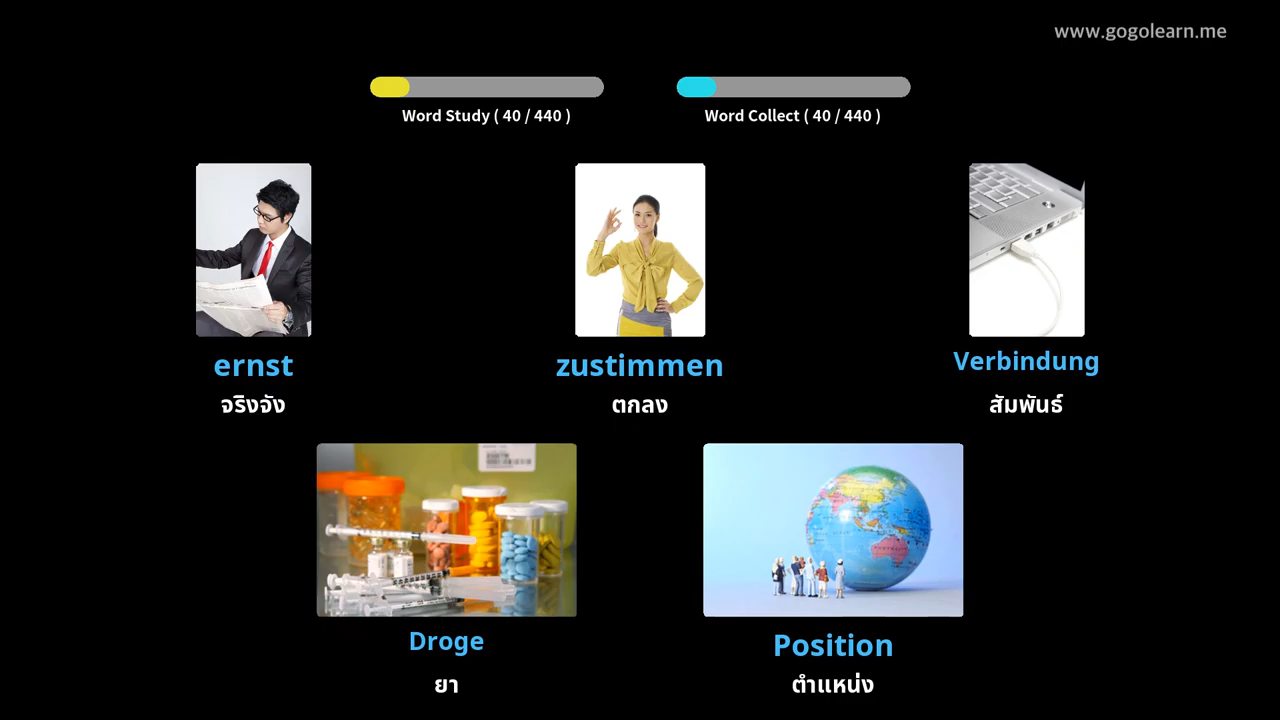 www.gogolearn.me
Word Study ( 40 / 440 )
Word Collect ( 40 / 440 )
ernst
จริงจัง
zustimmen
ตกลง
Verbindung
สัมพันธ์
Droge
ยา
Position
ตำแหน่ง